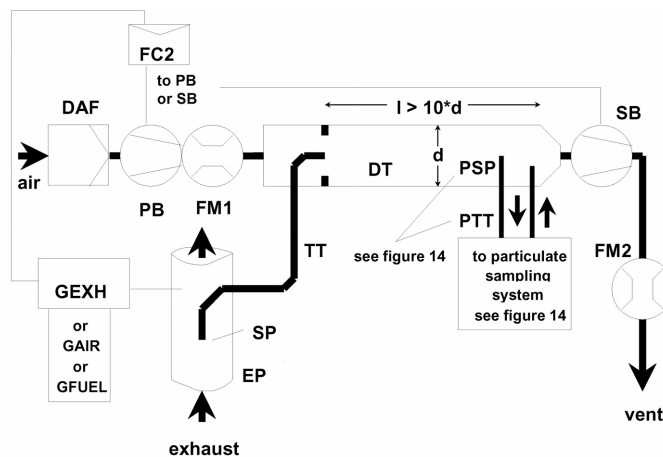 FC2
to PB
or SB
DAF
l > 10*d
SB
d
DT
PSP
air
PB
FM1
PTT
TT
see figure 14
to particulate
sampling
system
see figure 14
FM2
GEXH
or
GAIR
or
GFUEL
SP
EP
vent
exhaust